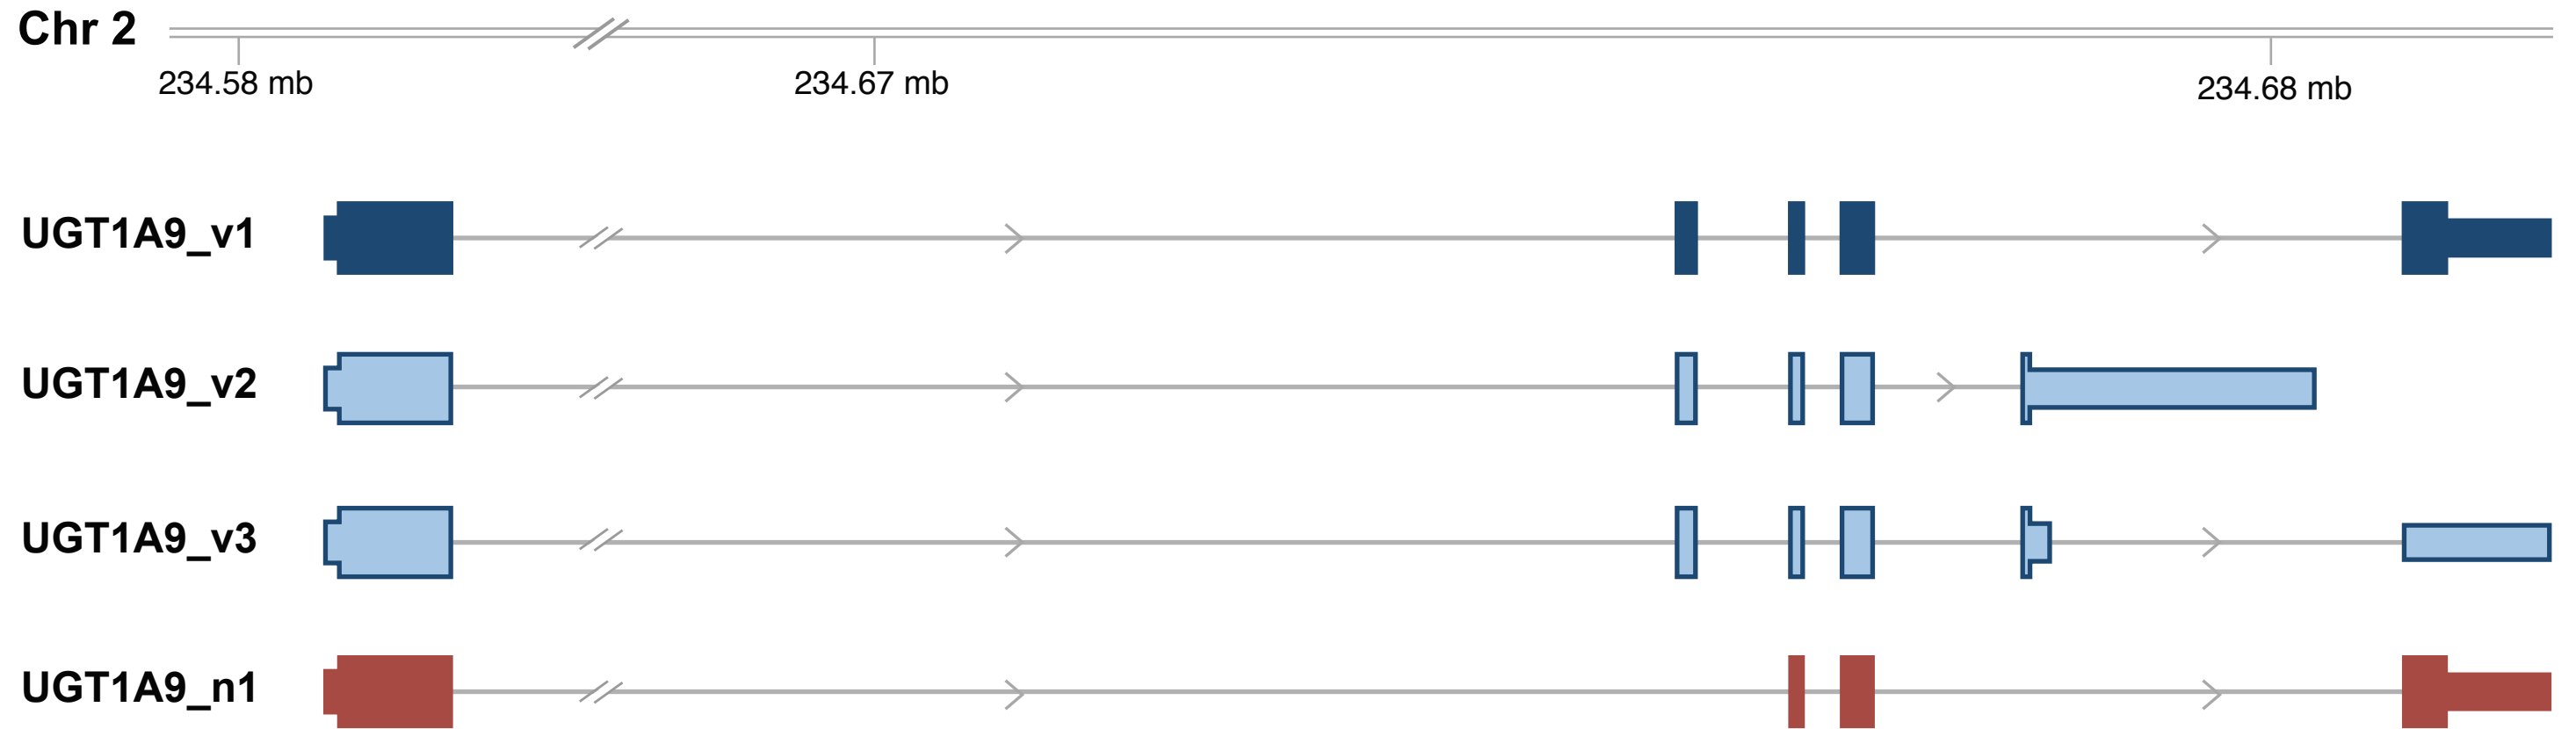 Chr 2
234.58 mb
234.67 mb
234.68 mb
UGT1A9_v1
UGT1A9_v2
UGT1A9_v3
UGT1A9_n1